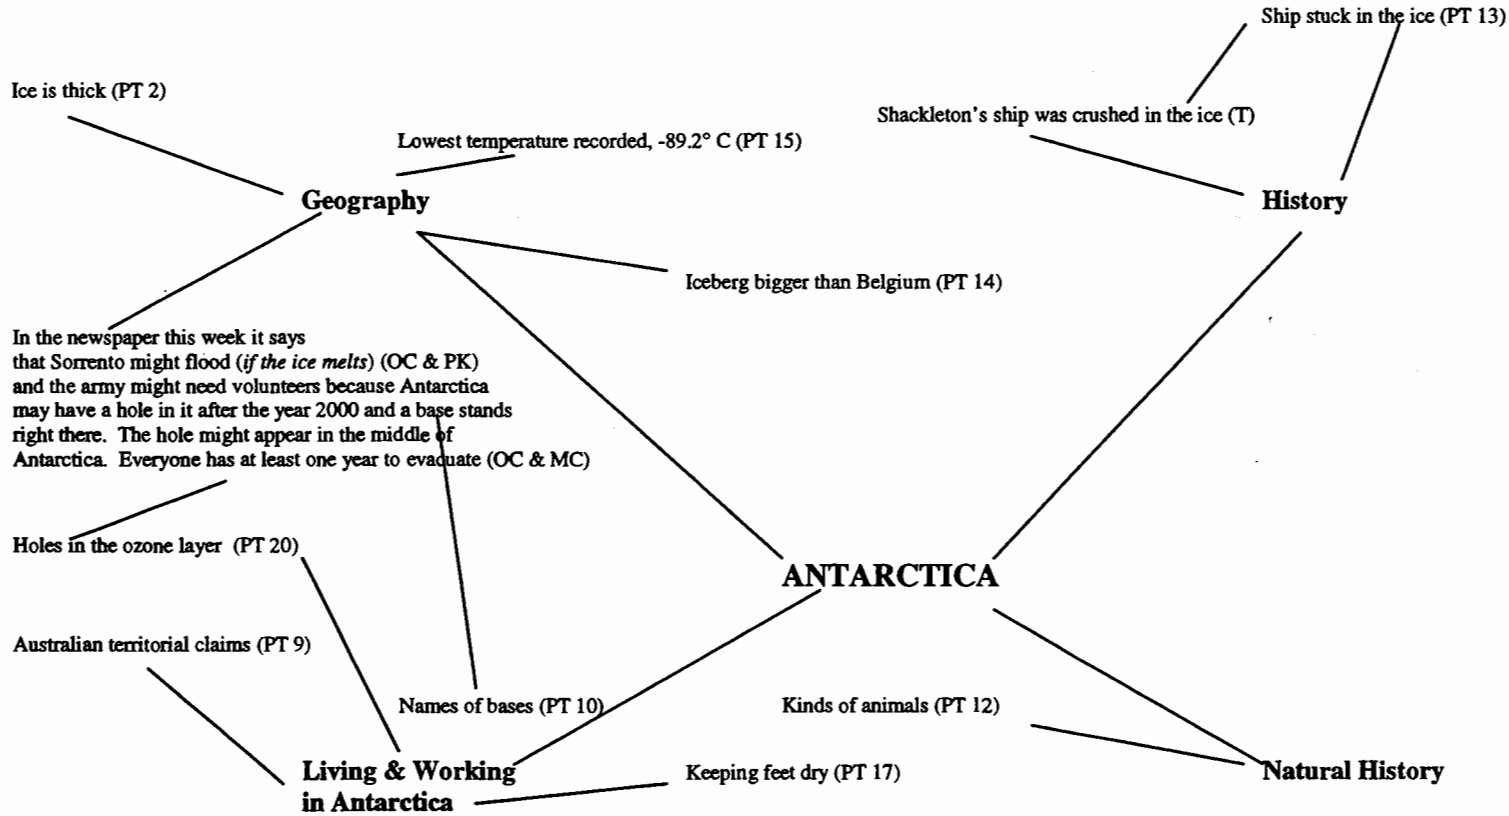 Ship stuck in the ice (PT 13)
Ice is thick (PT 2)
Shackleton's ship was crushed in the ice (T)
Lowest temperature recorded, -89.2° C (PT 15)
Geography
History
Iceberg bigger than Belgium (PT 14)
In the newspaper this week it says
that Sorrento might flood (if the ice melts) (OC & PK)
and the army might need volunteers because Antarctica
may have a hole in it after the year 2000 and a base stands
right there. The hole might appear in the middle of
Antarctica. Everyone has at least one year to evacuate (OC & MC)
Holes in the ozone layer (PT 20)
ANTARCTICA
Australian territorial claims (PT 9)
Names of bases (PT 10)
Kinds of animals (PT 12)
Living & Working
in Antarctica
Keeping feet dry (PT 17)
Natural History